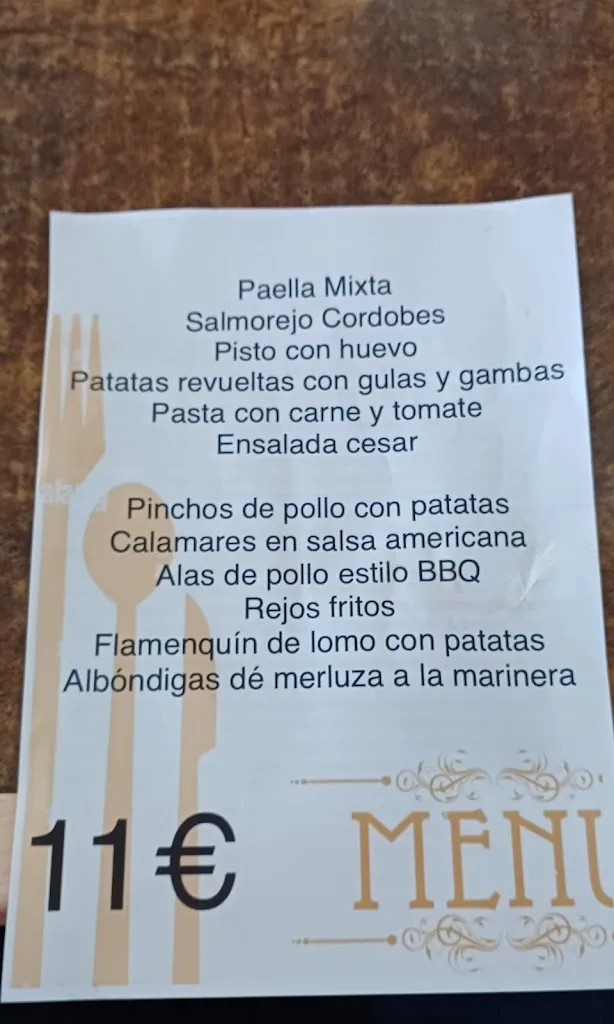 Paella Mixta
Salmorejo Cordobes
Pisto con huevo
Patatas revueltas con gulas y gambas
Pasta con carne y tomate
Ensalada cesar
Pinchos de pollo con patatas
Calamares en salsa americana
Alas de pollo estilo BBQ
Rejos fritos
Flamenquín de lomo con patatas
Albóndigas dé merluza a la marinera
11€
MENU